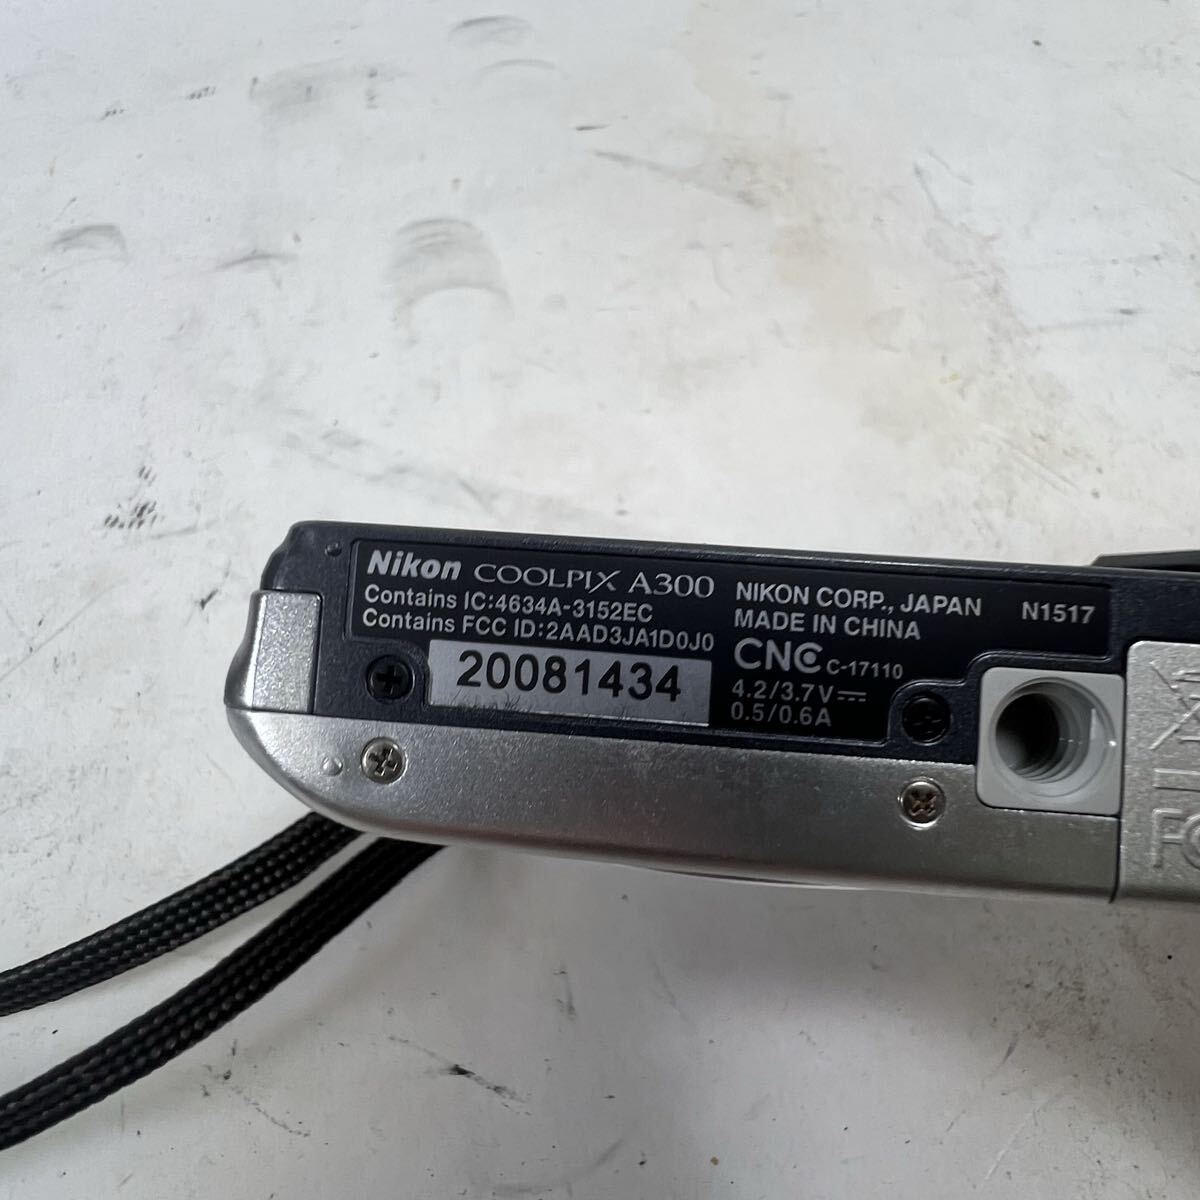 Nikon COOLPIX A300
Contains IC:4634A-3152EC
Contains FCC ID:2AAD3JA1D0J0
20081434
NIKON CORP., JAPAN N1517
MADE IN CHINA
CNC C-17110
4.2/3.7V⎓
0.5/0.6A